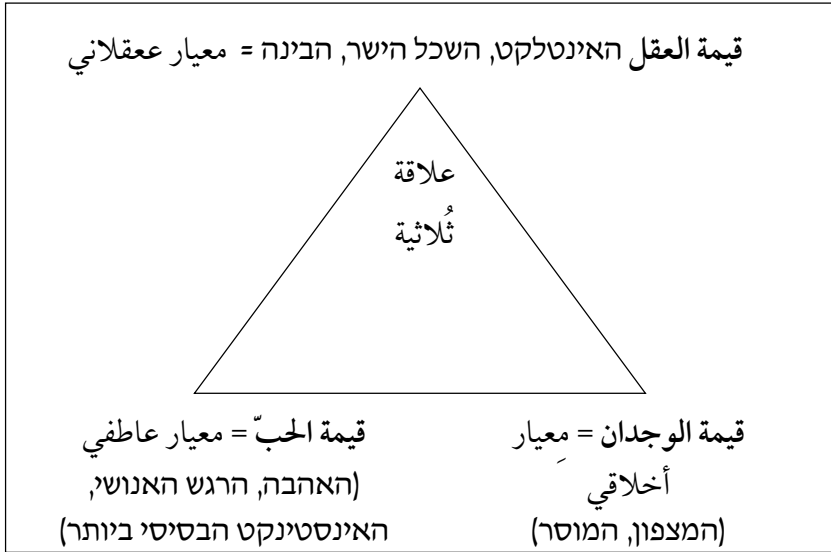 قيمة العقل האינטלקט, השכל הישר, הבינה = معيار ععقلاني
علاقة
ثُلاثية
قيمة الوجدان = مِعيار
أخلاقي
(המצפון, המוסר)
قيمة الحبّ = معيار عاطفي
(האהבה, הרגש האנושי,
האינסטינקט הבסיסי ביותר)